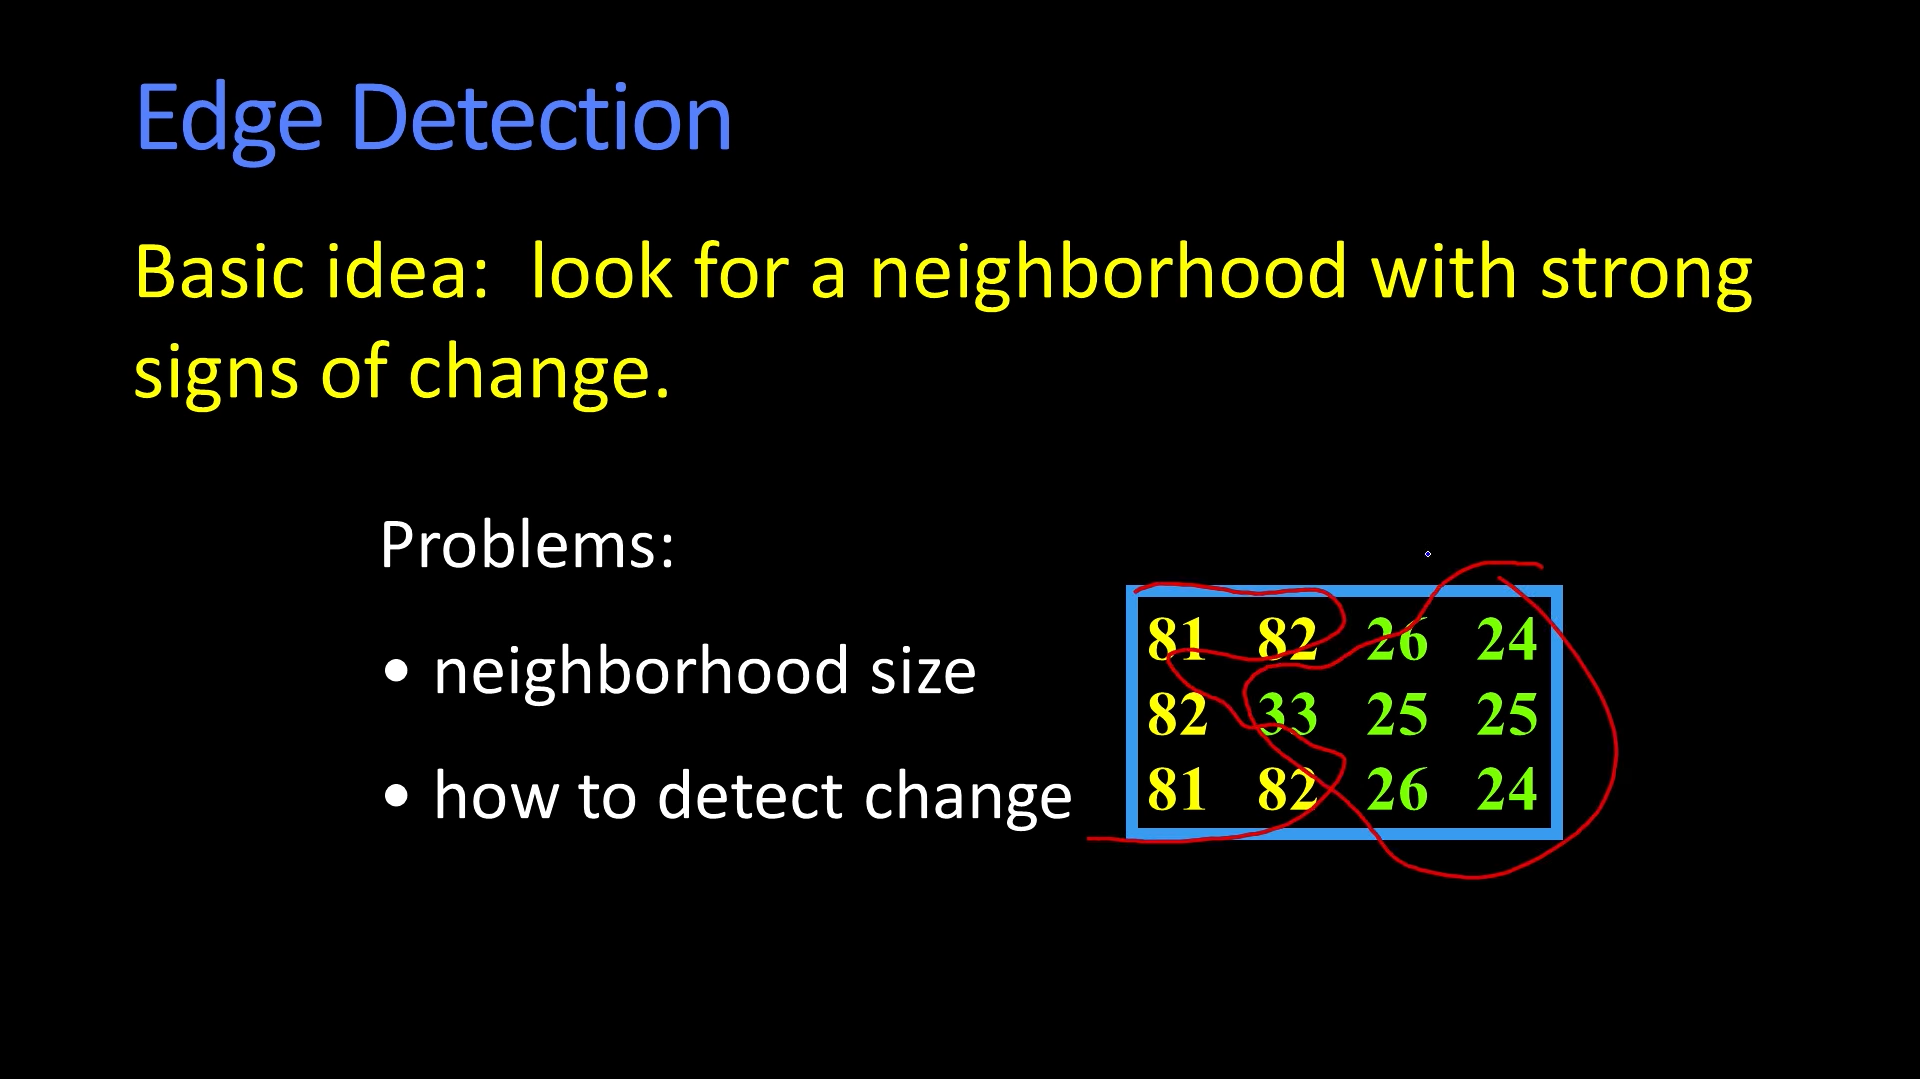 Edge Detection
Basic idea: look for a neighborhood with strong
signs of change.
Problems:
• neighborhood size
• how to detect change
81 82 26 24
82 33 25 25
81 82 26 24